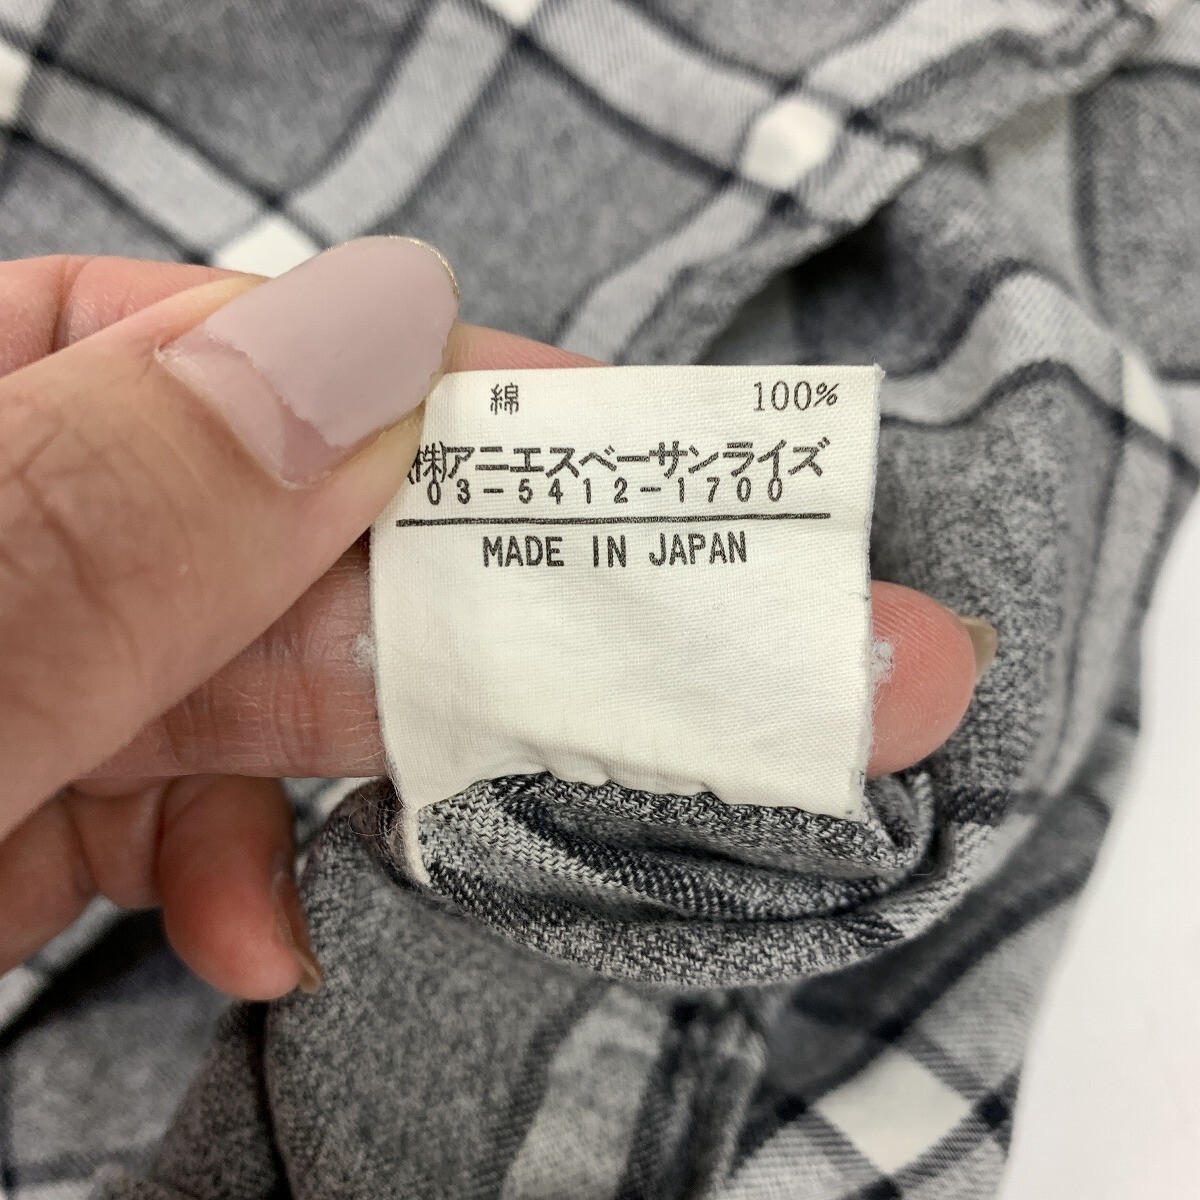 綿 100%
(株)アニエスベーサンライズ
03-5412-1700
MADE IN JAPAN